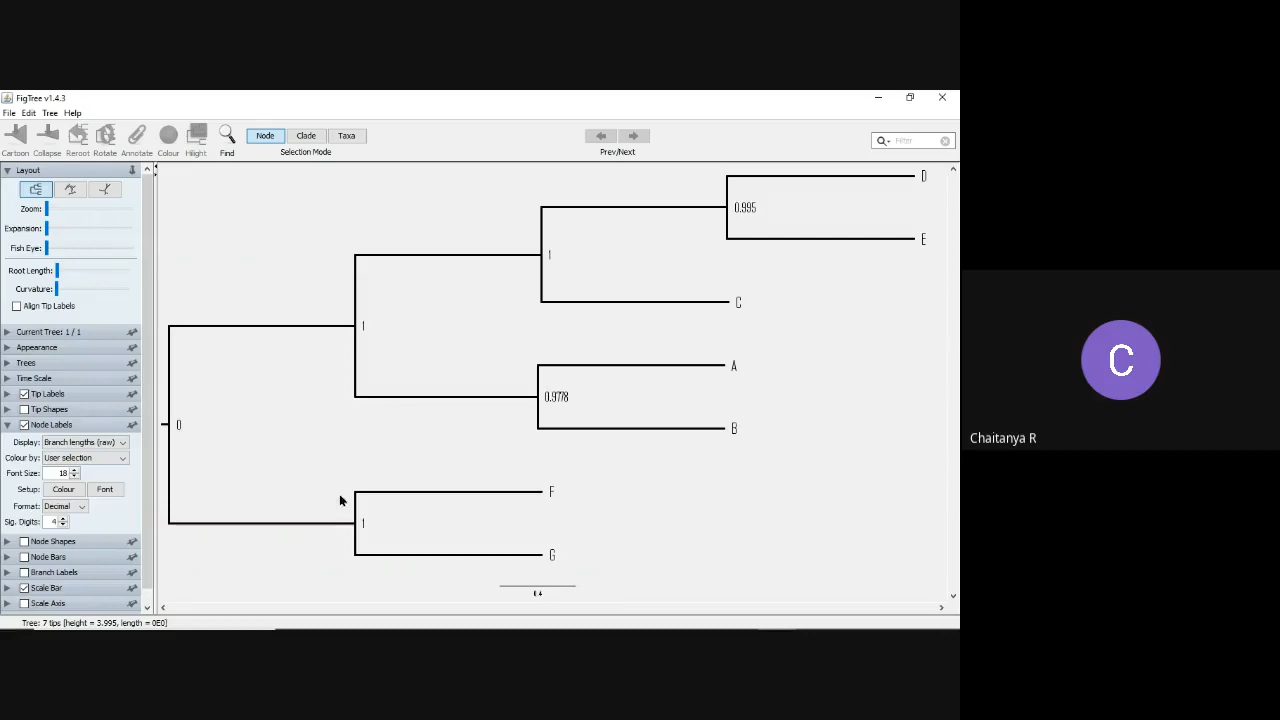 FigTree v1.4.3
File Edit Tree Help
Cartoon Collapse Reroot Rotate Annotate Colour Hilight Find
Node Clade Taxa
Selection Mode
Prev/Next
Filter
Layout
Zoom:
Expansion:
Fish Eye:
Root Length:
Curvature:
Align Tip Labels
Current Tree: 1 / 1
Appearance
Trees
Time Scale
Tip Labels
Tip Shapes
Node Labels
Display: Branch lengths (raw)
Colour by: User selection
Font Size: 18
Setup: Colour Font
Format: Decimal
Sig. Digits: 4
Node Shapes
Node Bars
Branch Labels
Scale Bar
Scale Axis
D
0.995
E
1
C
1
A
0.9778
B
0
F
1
G
0.4
Tree: 7 tips [height = 3.995, length = 0E0]
C
Chaitanya R